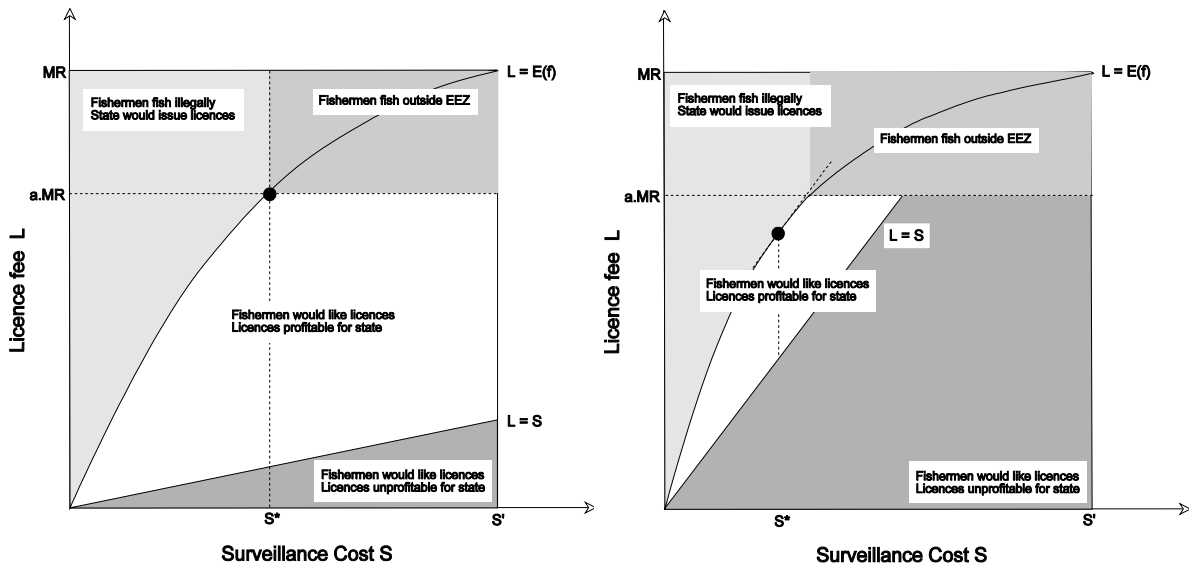 MR
L = E(f)
Fishermen fish illegally
State would issue licences
Fishermen fish outside EEZ
a.MR
Licence fee L
Fishermen would like licences
Licences profitable for state
L = S
Fishermen would like licences
Licences unprofitable for state
S*
S'
Surveillance Cost S
MR
L = E(f)
Fishermen fish illegally
State would issue licences
Fishermen fish outside EEZ
a.MR
L = S
Licence fee L
Fishermen would like licences
Licences profitable for state
Fishermen would like licences
Licences unprofitable for state
S*
S'
Surveillance Cost S